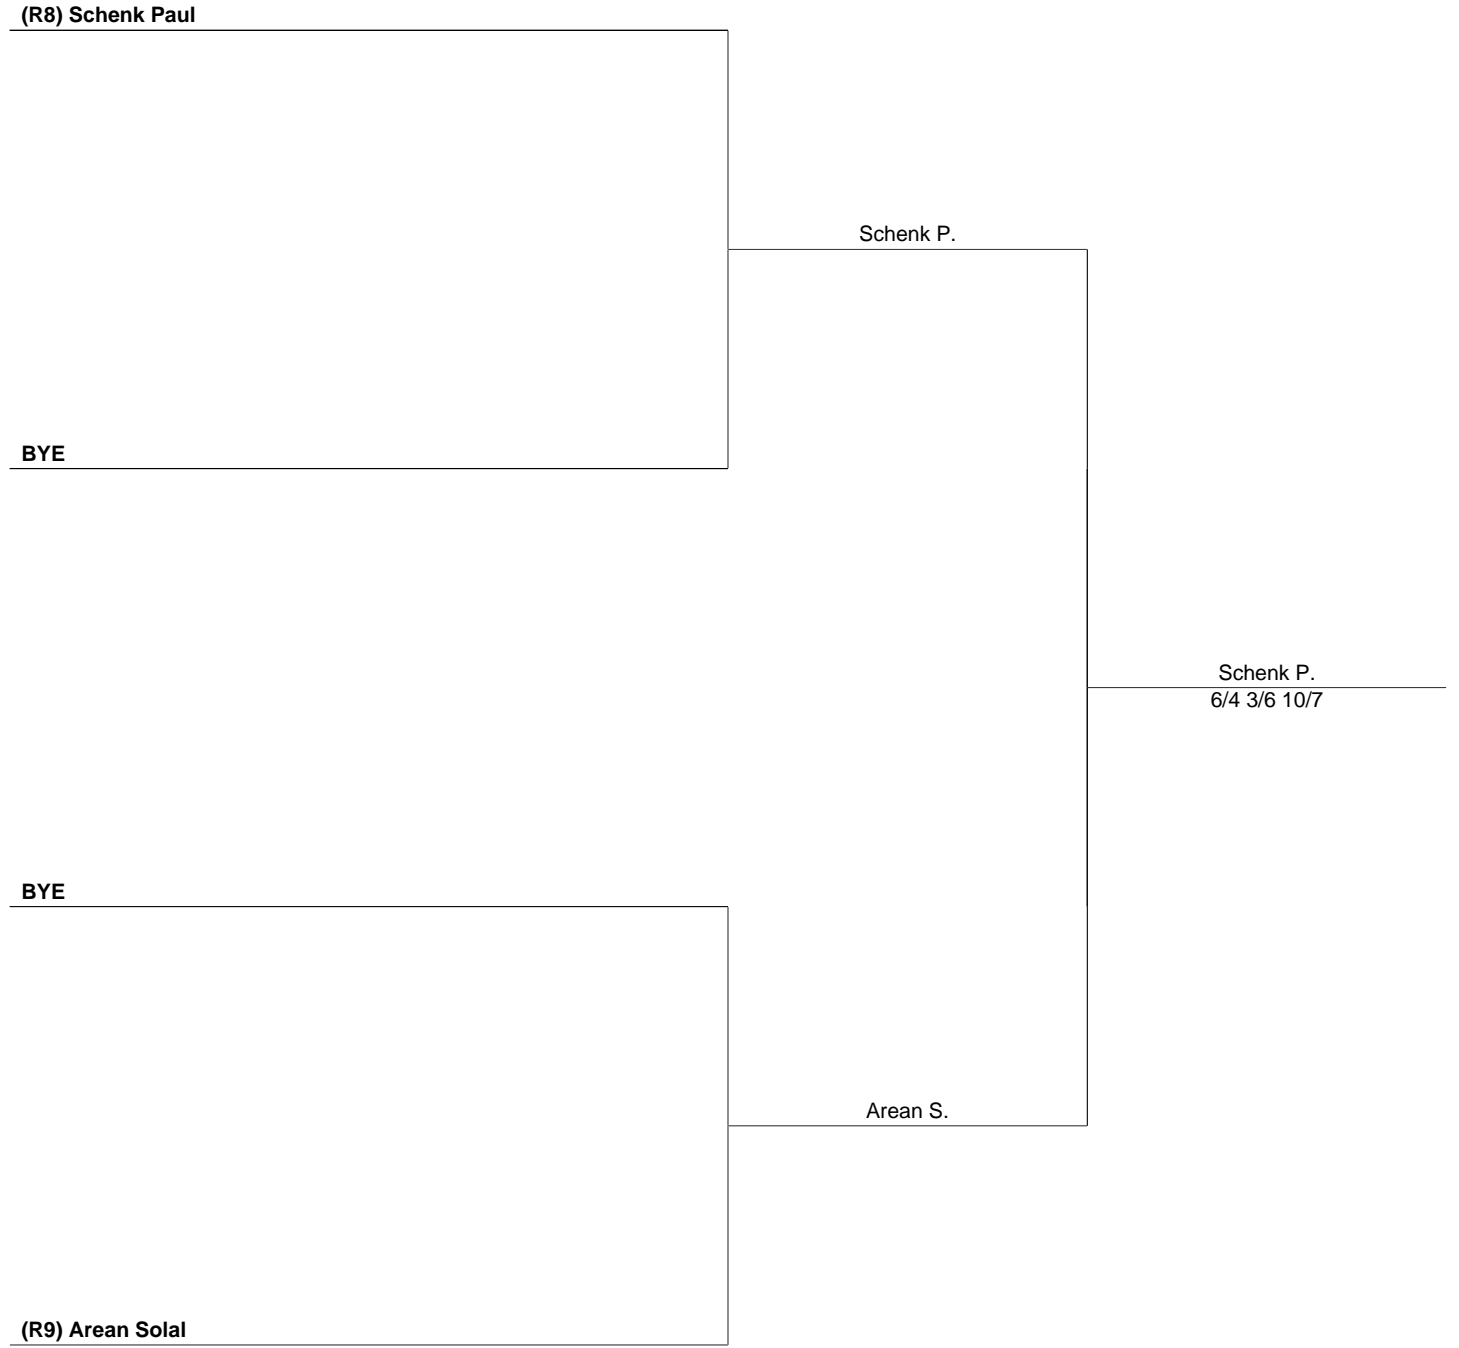 (R8) Schenk Paul
Schenk P.
BYE
Schenk P.
6/4 3/6 10/7
BYE
Arean S.
(R9) Arean Solal